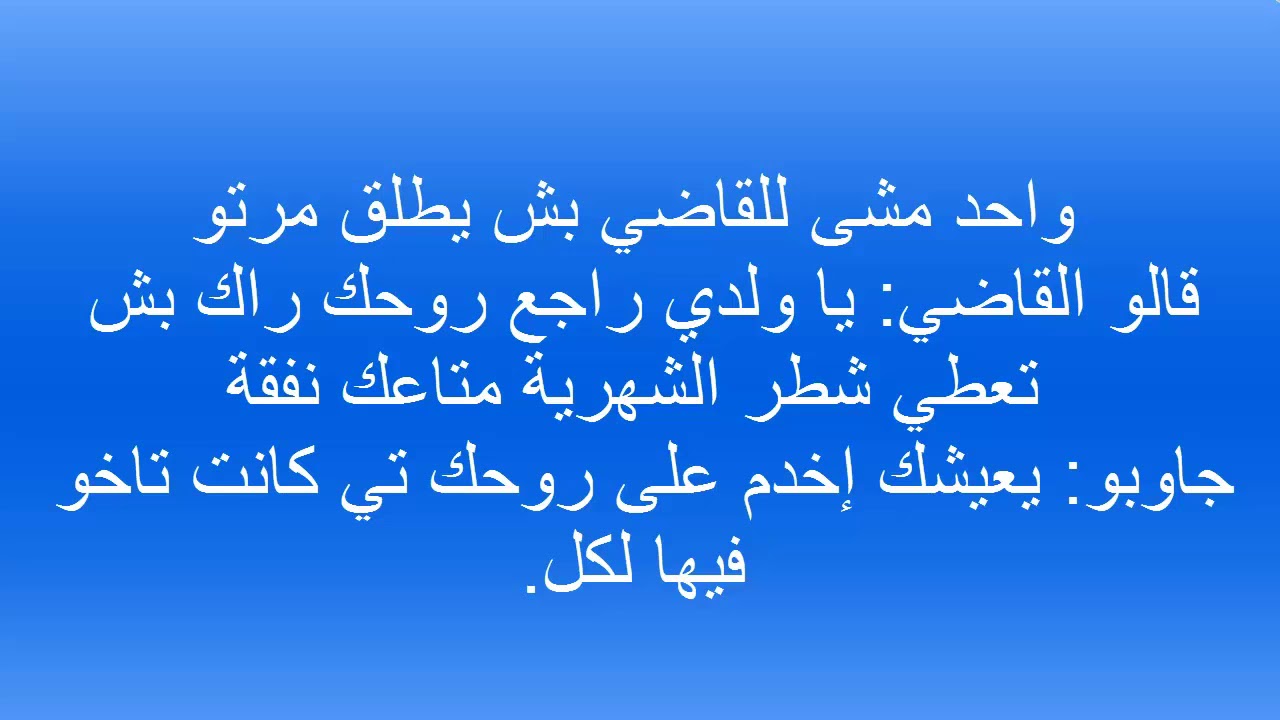 واحد مشى للقاضي بش يطلق مرتو
قالو القاضي: يا ولدي راجع روحك راك بش
تعطي شطر الشهرية متاعك نفقة
جاوبو: يعيشك إخدم على روحك تي كانت تاخو
فيها لكل.